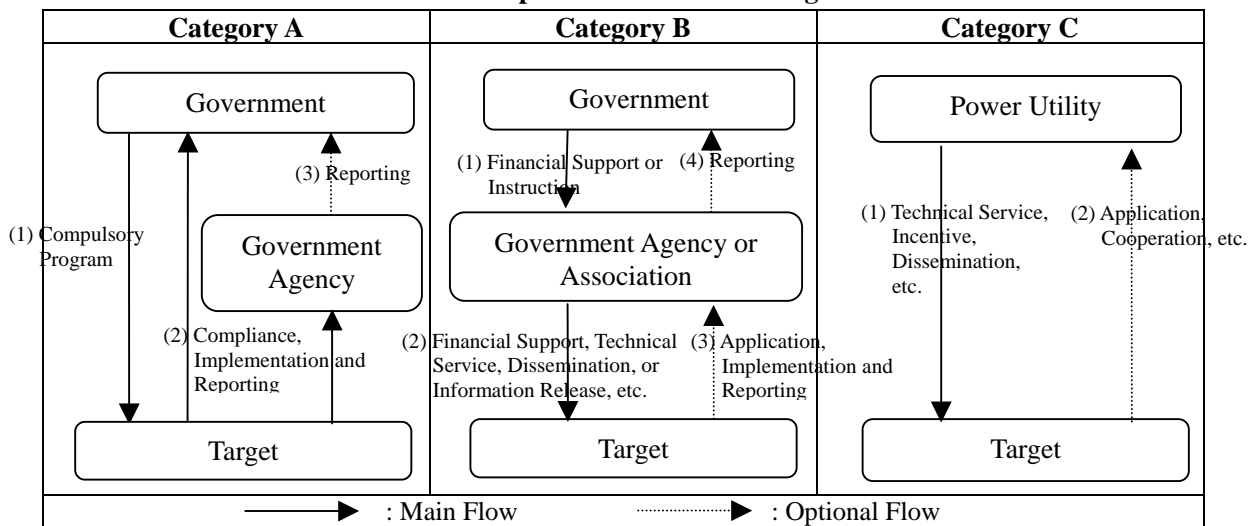 Category A
Category B
Category C
Government
(3) Reporting
(1) Compulsory
Program
Government
Agency
(2) Compliance,
Implementation and
Reporting
Target
Government
(1) Financial Support or
Instruction
(4) Reporting
Government Agency or
Association
(2) Financial Support, Technical
Service, Dissemination, or
Information Release, etc.
(3) Application,
Implementation and
Reporting
Target
Power Utility
(1) Technical Service,
Incentive,
Dissemination,
etc.
(2) Application,
Cooperation, etc.
Target
: Main Flow
: Optional Flow